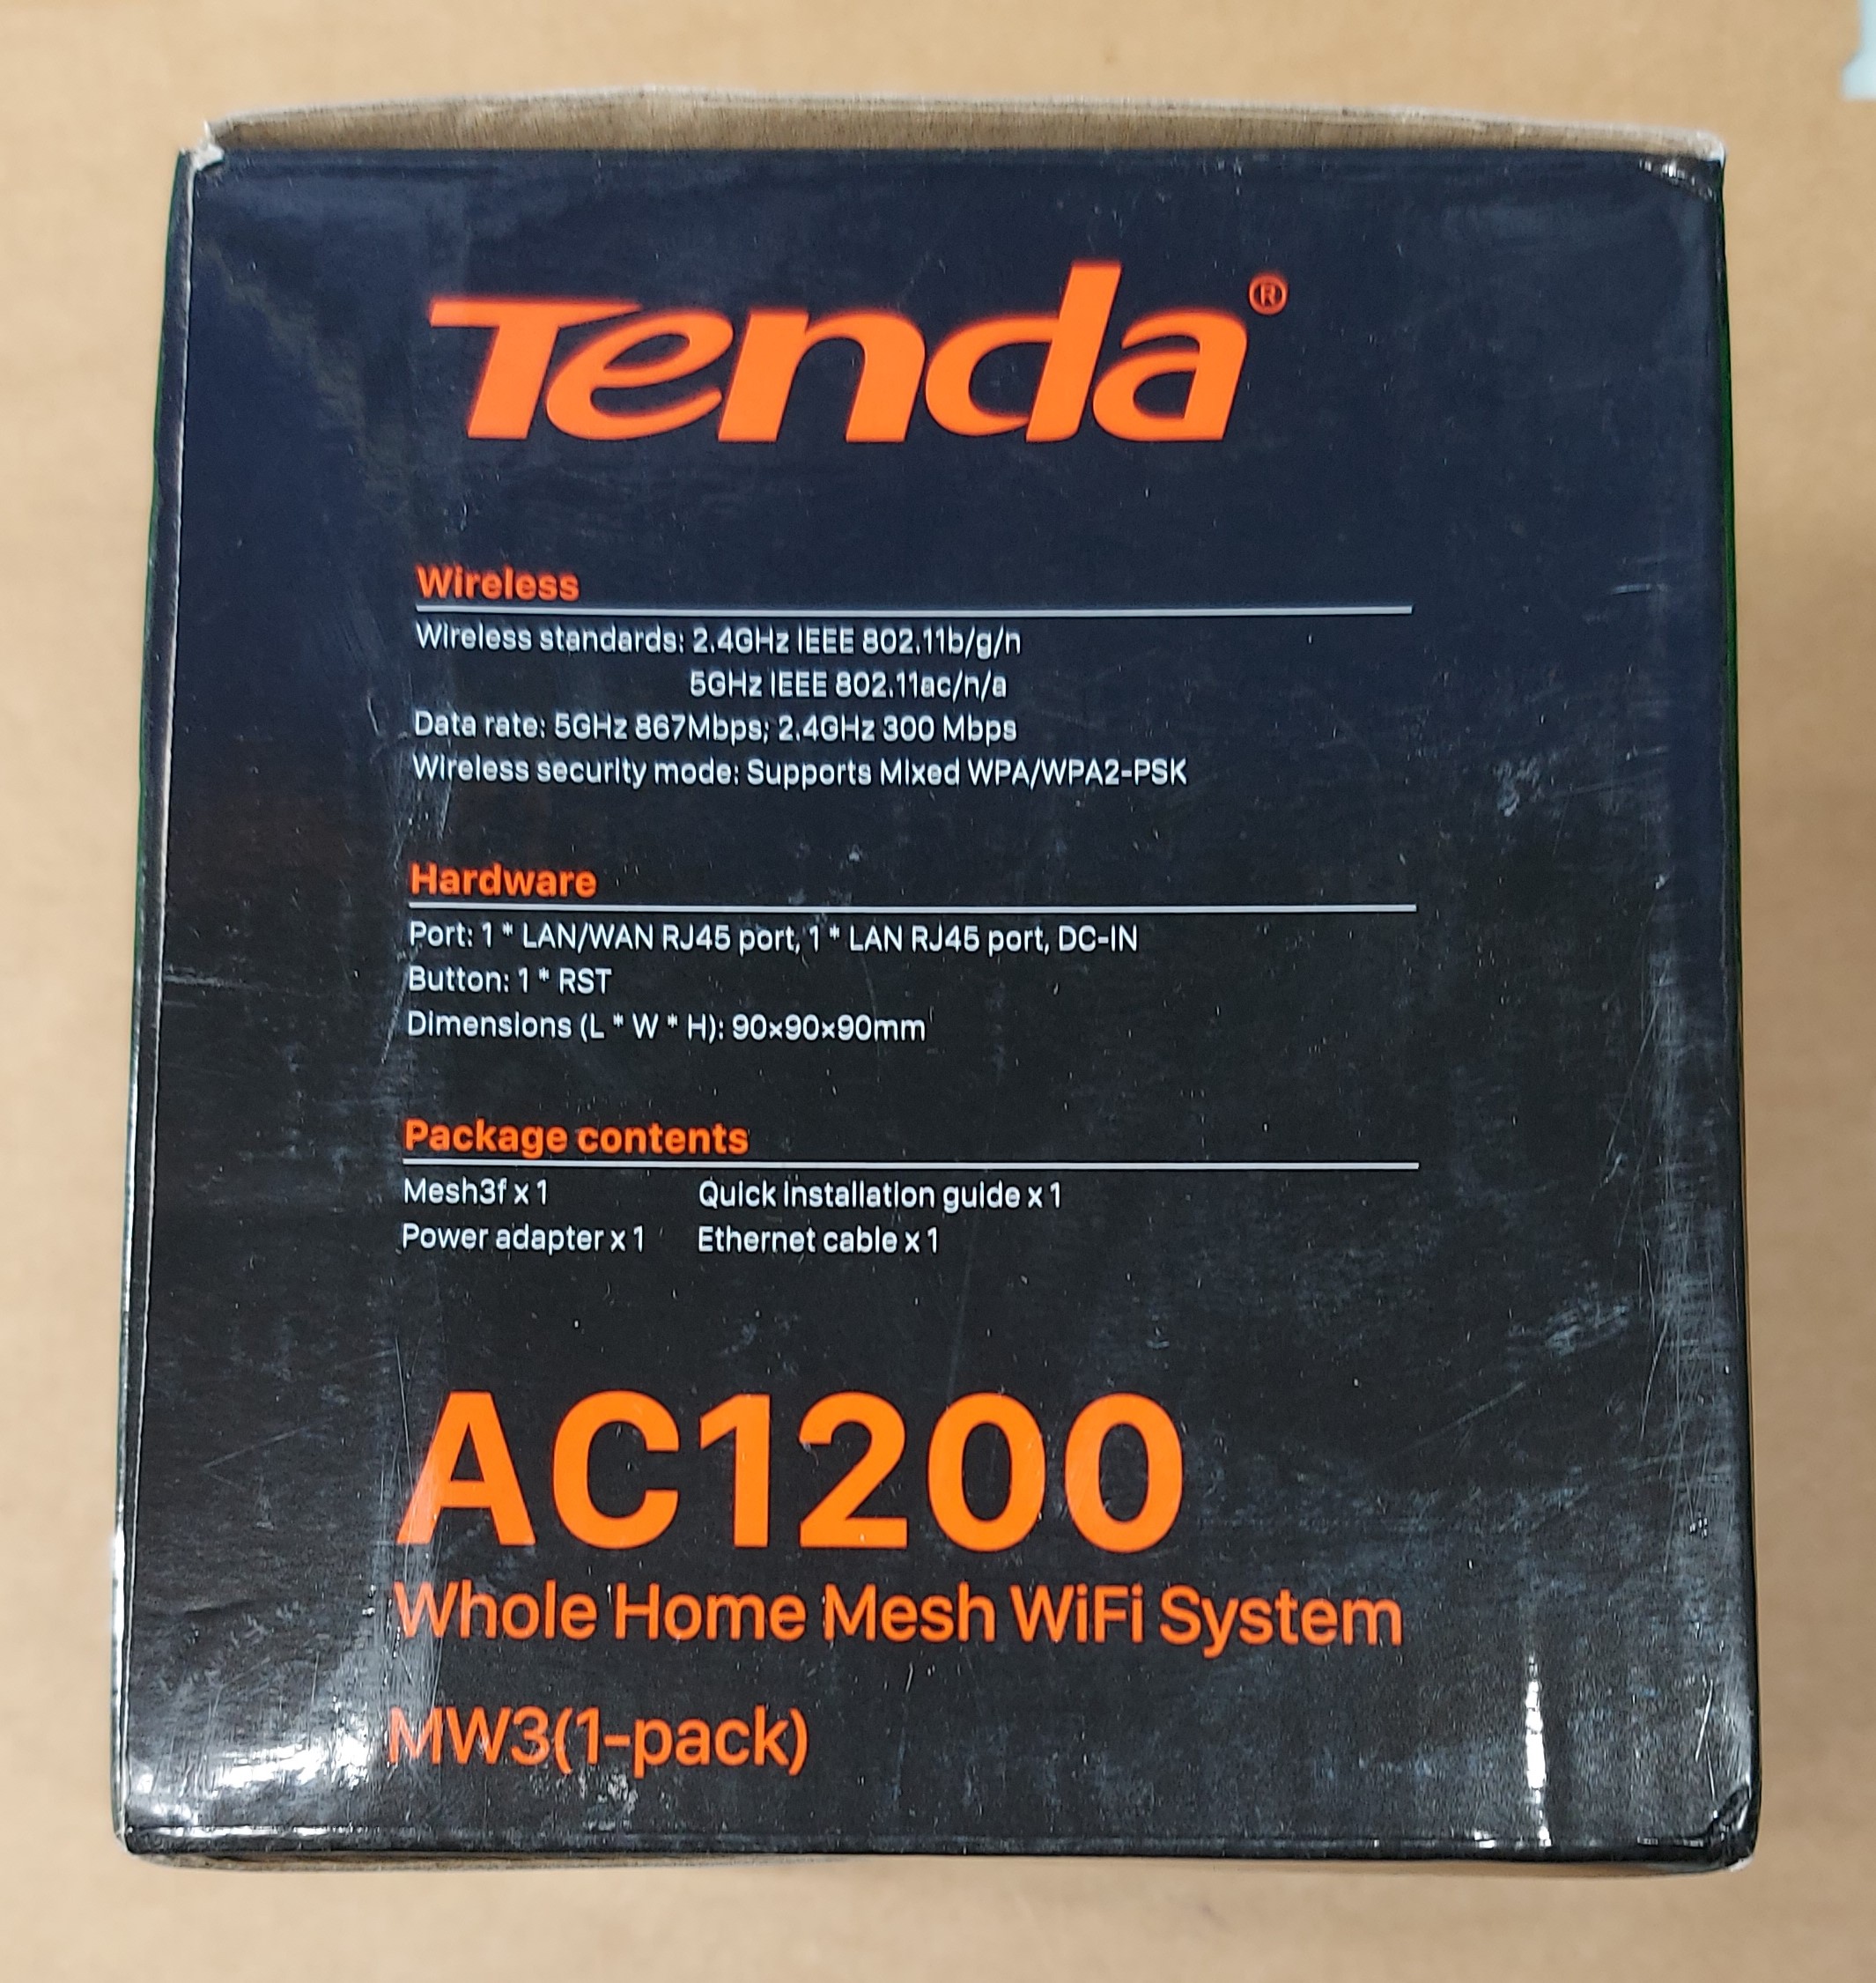 Tenda®
Wireless
Wireless standards: 2.4GHz IEEE 802.11b/g/n
5GHz IEEE 802.11ac/n/a
Data rate: 5GHz 867Mbps; 2.4GHz 300 Mbps
Wireless security mode: Supports Mixed WPA/WPA2-PSK
Hardware
Port: 1 * LAN/WAN RJ45 port, 1 * LAN RJ45 port, DC-IN
Button: 1 * RST
Dimensions (L * W * H): 90×90×90mm
Package contents
Mesh3f x 1 Quick installation guide x 1
Power adapter x 1 Ethernet cable x 1
AC1200
Whole Home Mesh WiFi System
MW3(1-pack)